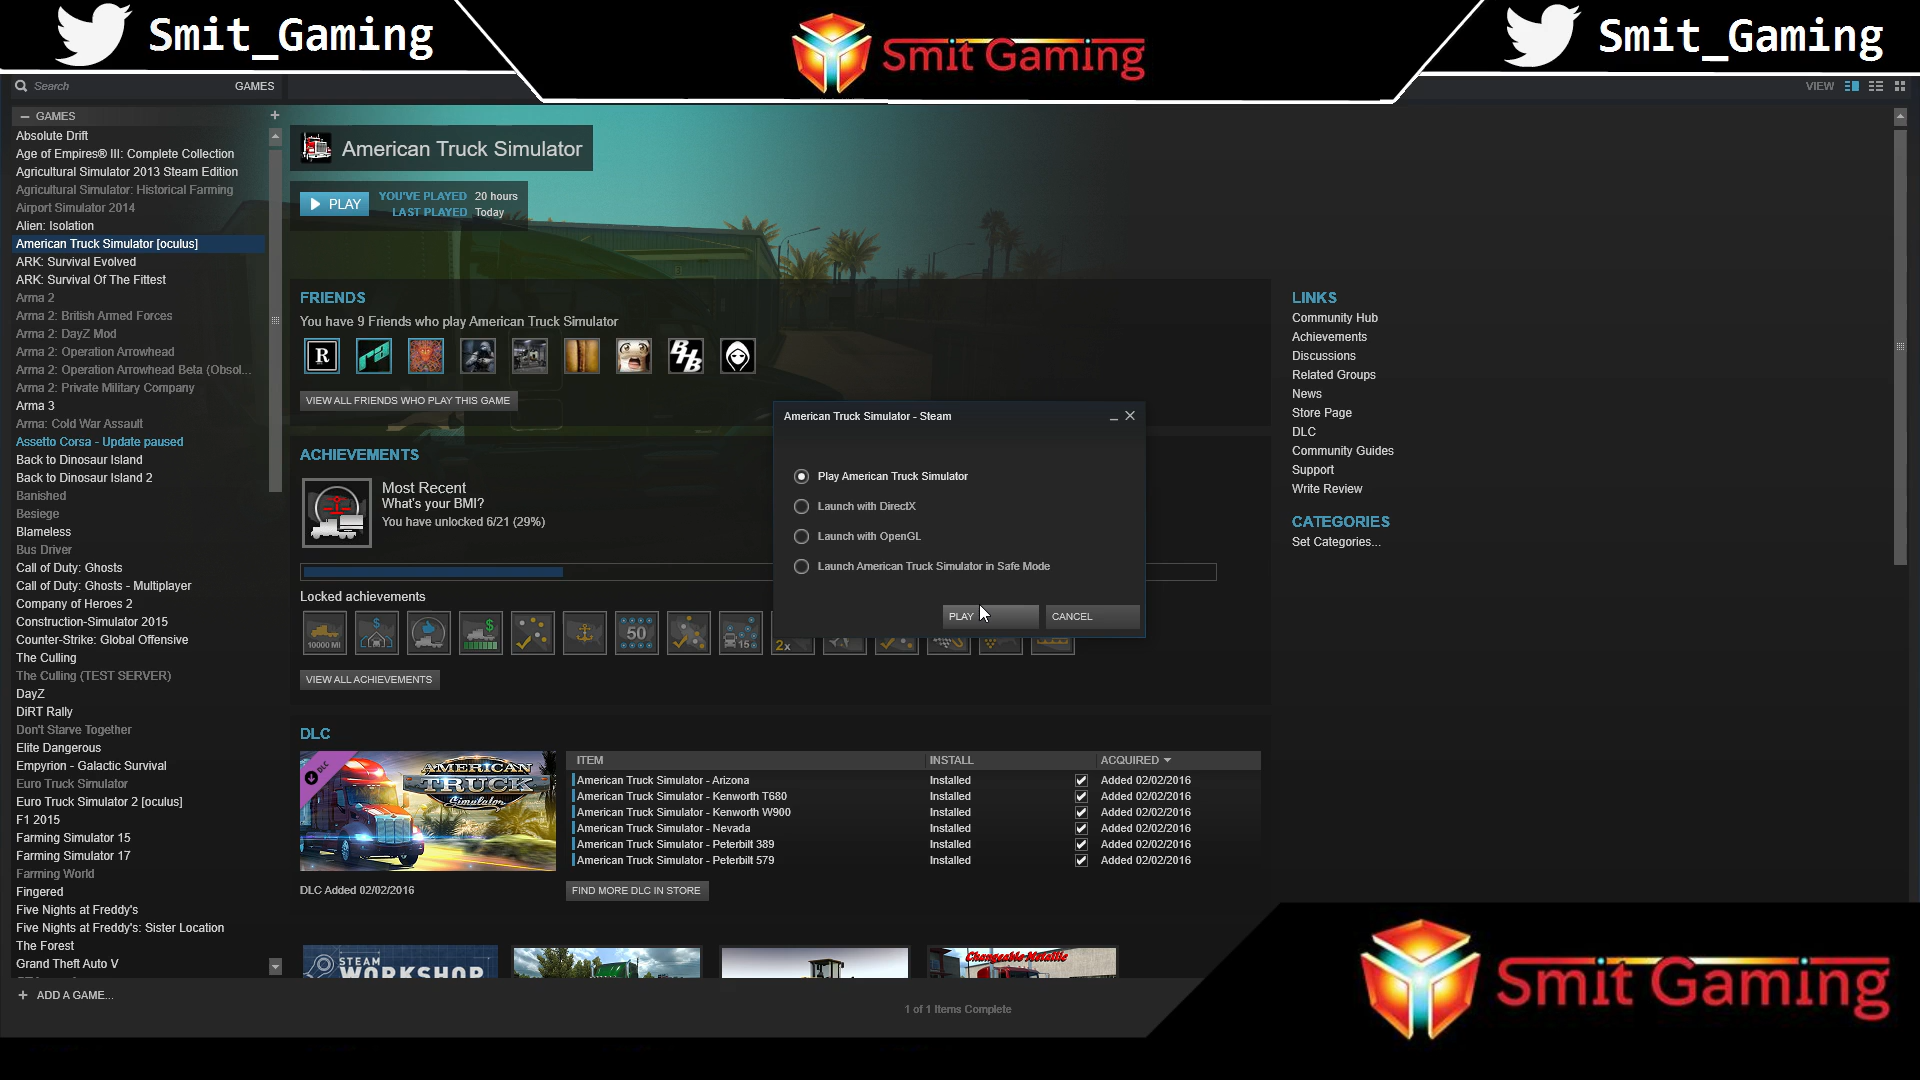 Smit_Gaming
Smit Gaming
Smit_Gaming
Search
GAMES
VIEW
GAMES
Absolute Drift
Age of Empires® III: Complete Collection
Agricultural Simulator 2013 Steam Edition
Agricultural Simulator: Historical Farming
Airport Simulator 2014
Alien: Isolation
American Truck Simulator [oculus]
ARK: Survival Evolved
ARK: Survival Of The Fittest
Arma 2
Arma 2: British Armed Forces
Arma 2: DayZ Mod
Arma 2: Operation Arrowhead
Arma 2: Operation Arrowhead Beta (Obsol...
Arma 2: Private Military Company
Arma 3
Arma: Cold War Assault
Assetto Corsa - Update paused
Back to Dinosaur Island
Back to Dinosaur Island 2
Banished
Besiege
Blameless
Bus Driver
Call of Duty: Ghosts
Call of Duty: Ghosts - Multiplayer
Company of Heroes 2
Construction-Simulator 2015
Counter-Strike: Global Offensive
The Culling
The Culling (TEST SERVER)
DayZ
DiRT Rally
Don't Starve Together
Elite Dangerous
Empyrion - Galactic Survival
Euro Truck Simulator
Euro Truck Simulator 2 [oculus]
F1 2015
Farming Simulator 15
Farming Simulator 17
Farming World
Fingered
Five Nights at Freddy's
Five Nights at Freddy's: Sister Location
The Forest
Grand Theft Auto V
ADD A GAME...
American Truck Simulator
PLAY
YOU'VE PLAYED 20 hours
LAST PLAYED Today
FRIENDS
You have 9 Friends who play American Truck Simulator
R
VIEW ALL FRIENDS WHO PLAY THIS GAME
ACHIEVEMENTS
Most Recent
What's your BMI?
You have unlocked 6/21 (29%)
Locked achievements
10000 MI
50
15
2x
VIEW ALL ACHIEVEMENTS
American Truck Simulator - Steam
Play American Truck Simulator
Launch with DirectX
Launch with OpenGL
Launch American Truck Simulator in Safe Mode
PLAY
CANCEL
LINKS
Community Hub
Achievements
Discussions
Related Groups
News
Store Page
DLC
Community Guides
Support
Write Review
CATEGORIES
Set Categories...
DLC
DLC
AMERICAN
TRUCK
Simulator
DLC Added 02/02/2016
ITEM INSTALL ACQUIRED
American Truck Simulator - Arizona Installed Added 02/02/2016
American Truck Simulator - Kenworth T680 Installed Added 02/02/2016
American Truck Simulator - Kenworth W900 Installed Added 02/02/2016
American Truck Simulator - Nevada Installed Added 02/02/2016
American Truck Simulator - Peterbilt 389 Installed Added 02/02/2016
American Truck Simulator - Peterbilt 579 Installed Added 02/02/2016
FIND MORE DLC IN STORE
STEAM
WORKSHOP
Changeable Metallic
1 of 1 Items Complete
Smit Gaming